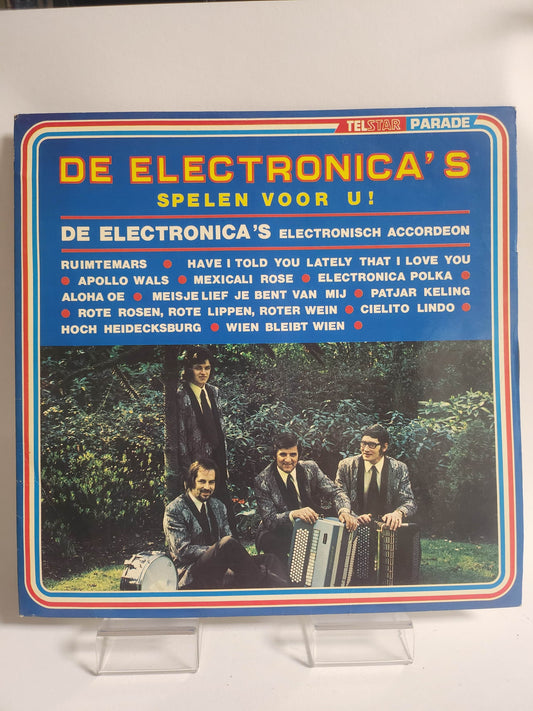 TELSTAR PARADE
DE ELECTRONICA'S
SPELEN VOOR U!
DE ELECTRONICA'S ELECTRONISCH ACCORDEON
RUIMTEMARS • HAVE I TOLD YOU LATELY THAT I LOVE YOU
• APOLLO WALS • MEXICALI ROSE • ELECTRONICA POLKA •
ALOHA OE • MEISJE LIEF JE BENT VAN MIJ • PATJAR KELING
• ROTE ROSEN, ROTE LIPPEN, ROTER WEIN • CIELITO LINDO •
HOCH HEIDECKSBURG • WIEN BLEIBT WIEN •